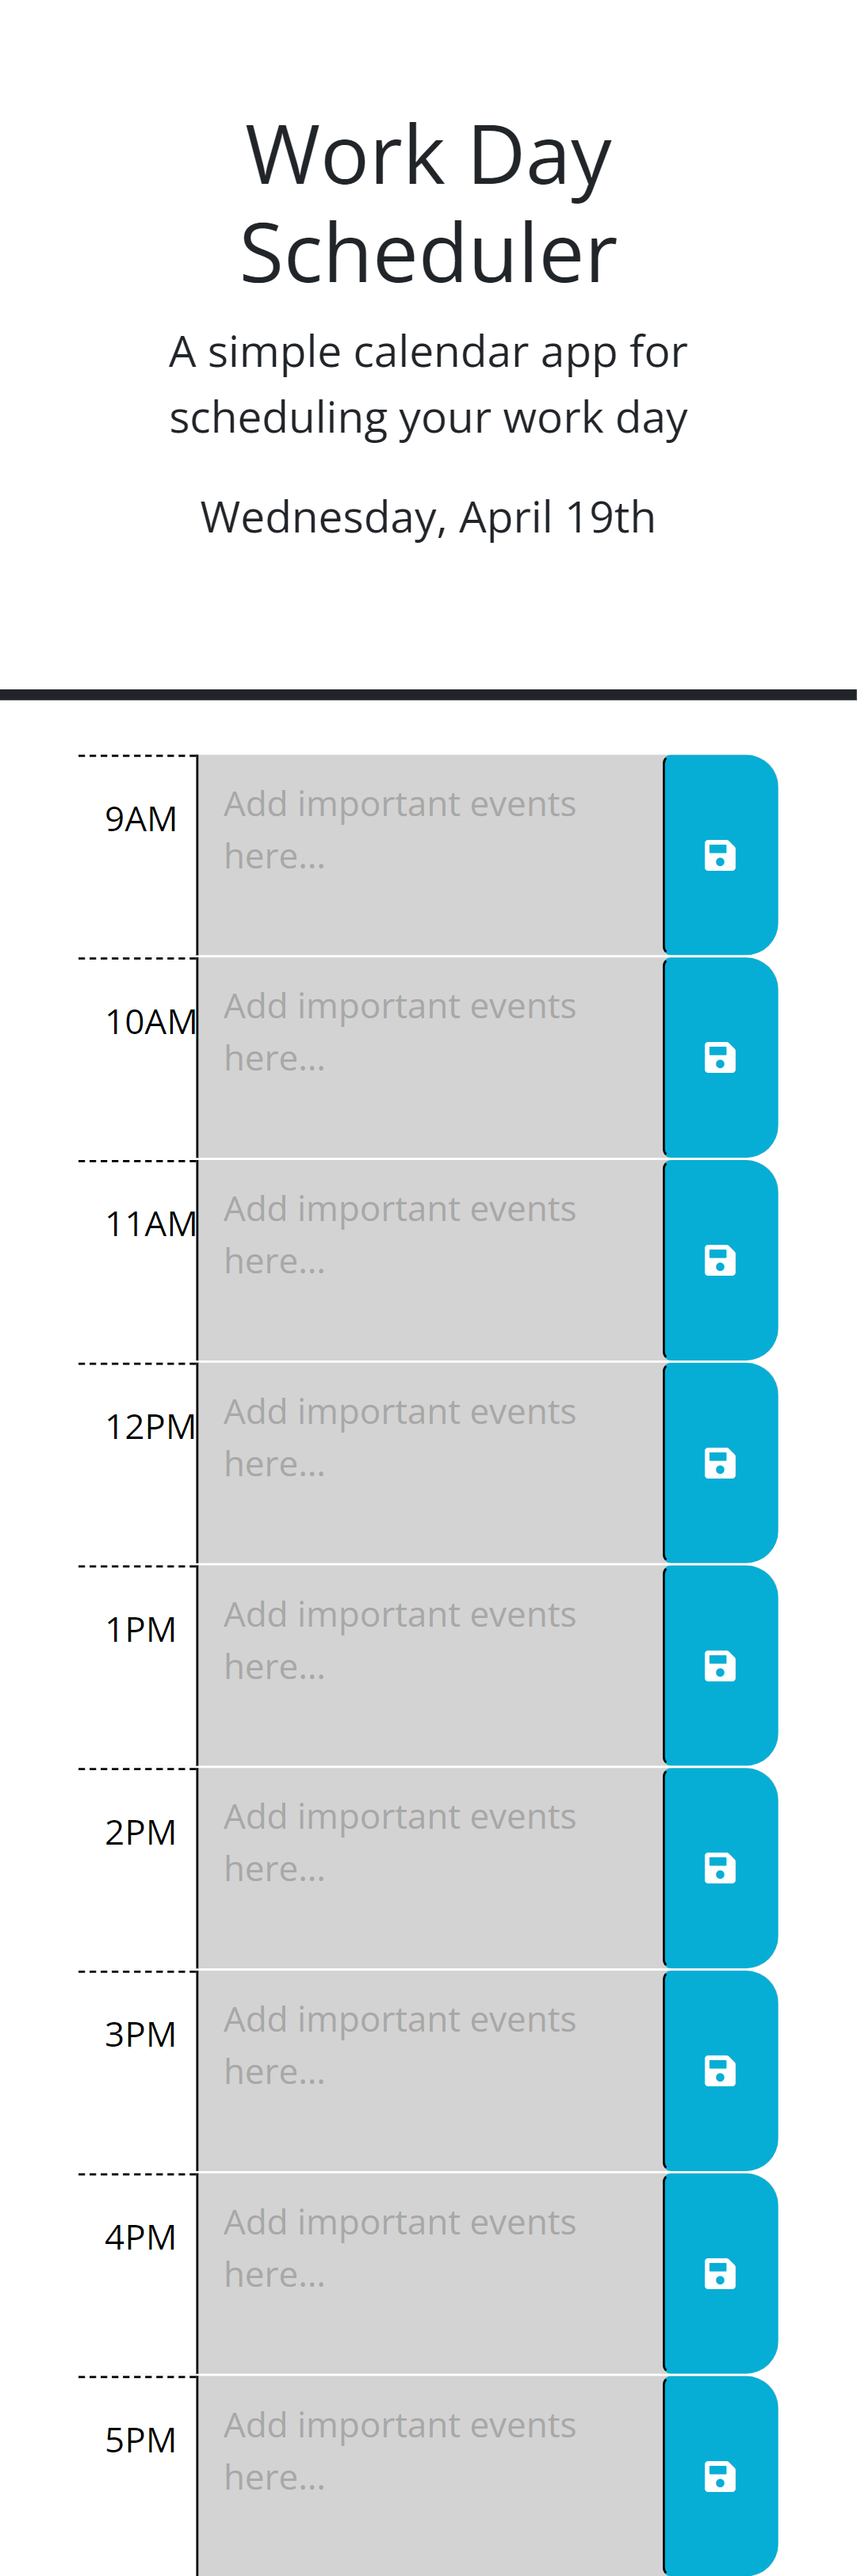 Work Day
Scheduler
A simple calendar app for
scheduling your work day
Wednesday, April 19th
9AM
Add important events
here...
10AM
Add important events
here...
11AM
Add important events
here...
12PM
Add important events
here...
1PM
Add important events
here...
2PM
Add important events
here...
3PM
Add important events
here...
4PM
Add important events
here...
5PM
Add important events
here...